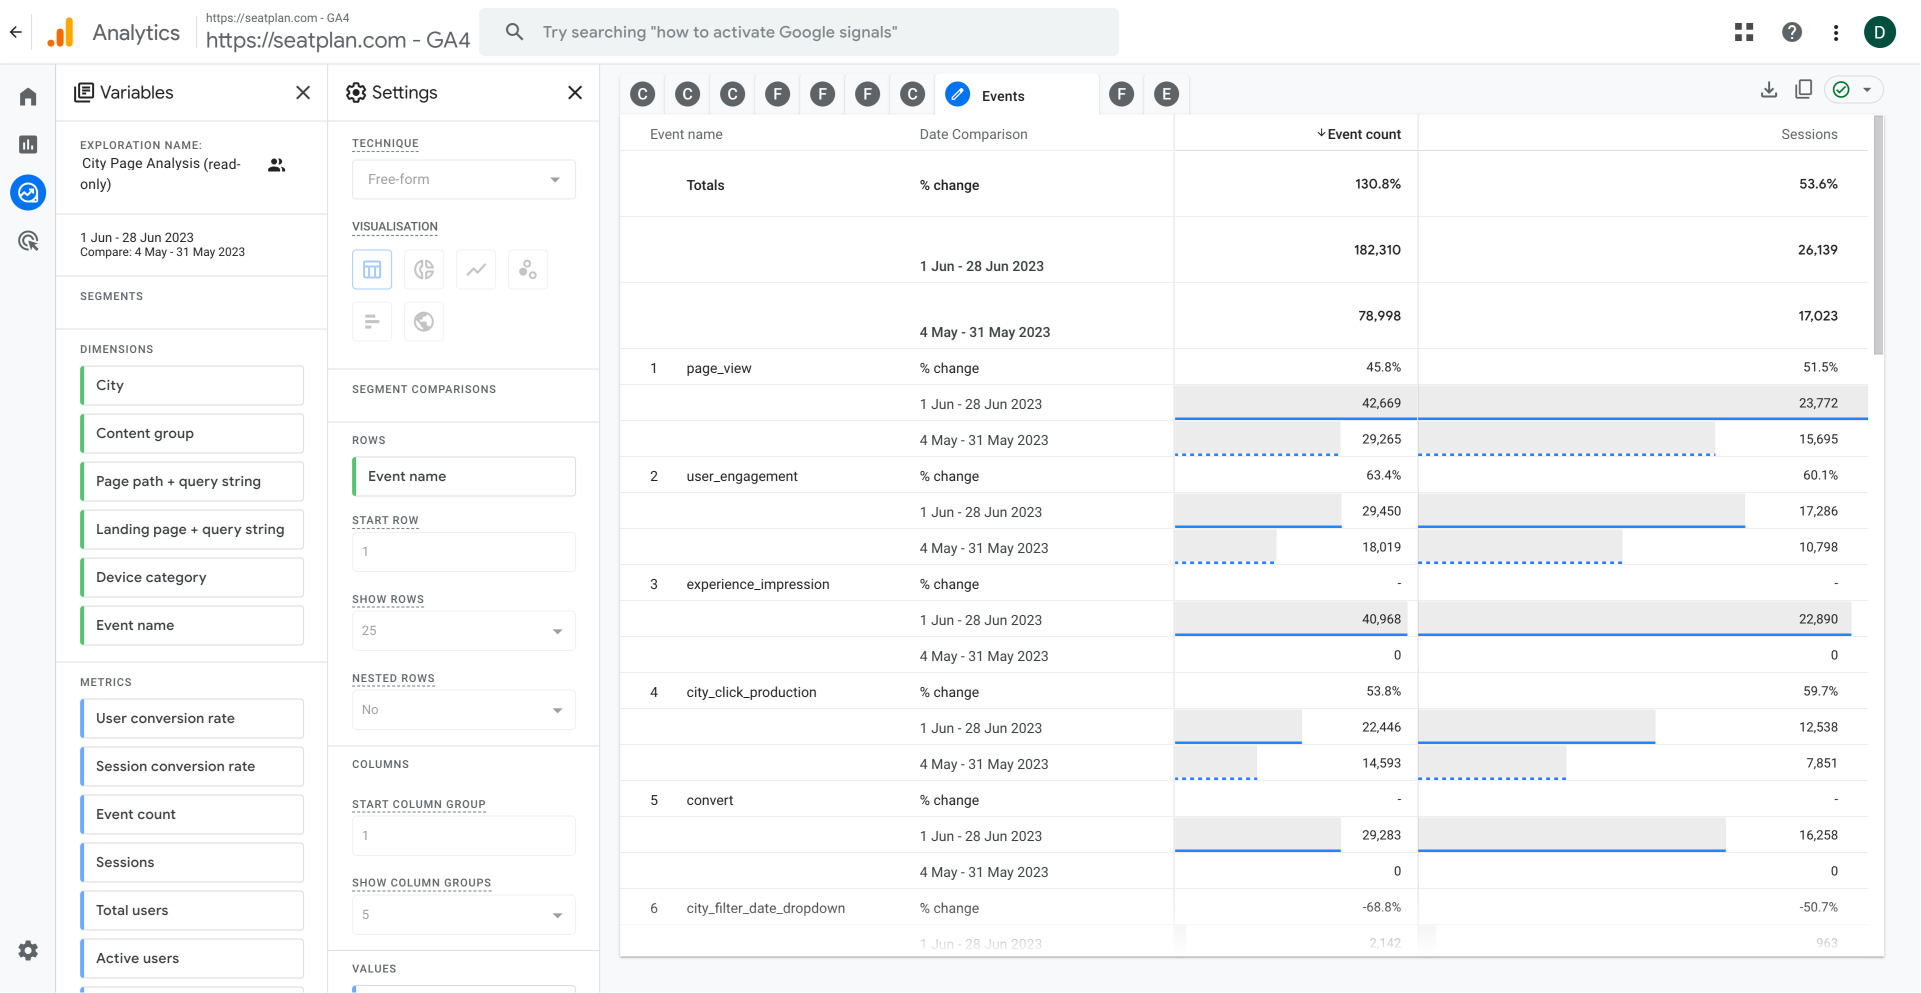 Analytics
https://seatplan.com - GA4
https://seatplan.com - GA4
Try searching "how to activate Google signals"
D
Variables
EXPLORATION NAME:
City Page Analysis (read-
only)
1 Jun - 28 Jun 2023
Compare: 4 May - 31 May 2023
SEGMENTS
DIMENSIONS
City
Content group
Page path + query string
Landing page + query string
Device category
Event name
METRICS
User conversion rate
Session conversion rate
Event count
Sessions
Total users
Active users
Settings
TECHNIQUE
Free-form
VISUALISATION
SEGMENT COMPARISONS
ROWS
Event name
START ROW
1
SHOW ROWS
25
NESTED ROWS
No
COLUMNS
START COLUMN GROUP
1
SHOW COLUMN GROUPS
5
VALUES
C C C F F F C Events F E
Event name Date Comparison Event count Sessions
Totals % change 130.8% 53.6%
1 Jun - 28 Jun 2023 182,310 26,139
4 May - 31 May 2023 78,998 17,023
1 page_view % change 45.8% 51.5%
1 Jun - 28 Jun 2023 42,669 23,772
4 May - 31 May 2023 29,265 15,695
2 user_engagement % change 63.4% 60.1%
1 Jun - 28 Jun 2023 29,450 17,286
4 May - 31 May 2023 18,019 10,798
3 experience_impression % change - -
1 Jun - 28 Jun 2023 40,968 22,890
4 May - 31 May 2023 0 0
4 city_click_production % change 53.8% 59.7%
1 Jun - 28 Jun 2023 22,446 12,538
4 May - 31 May 2023 14,593 7,851
5 convert % change - -
1 Jun - 28 Jun 2023 29,283 16,258
4 May - 31 May 2023 0 0
6 city_filter_date_dropdown % change -68.8% -50.7%
1 Jun - 28 Jun 2023 2,142 963